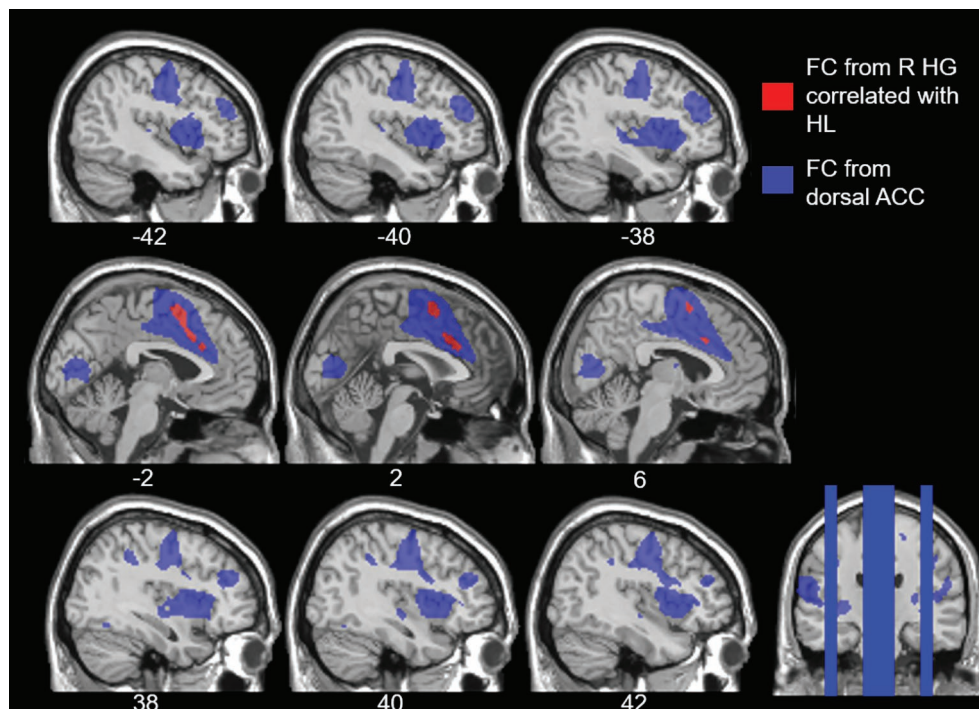 FC from R HG
correlated with
HL
FC from
dorsal ACC
-42
-40
-38
-2
2
6
38
40
42